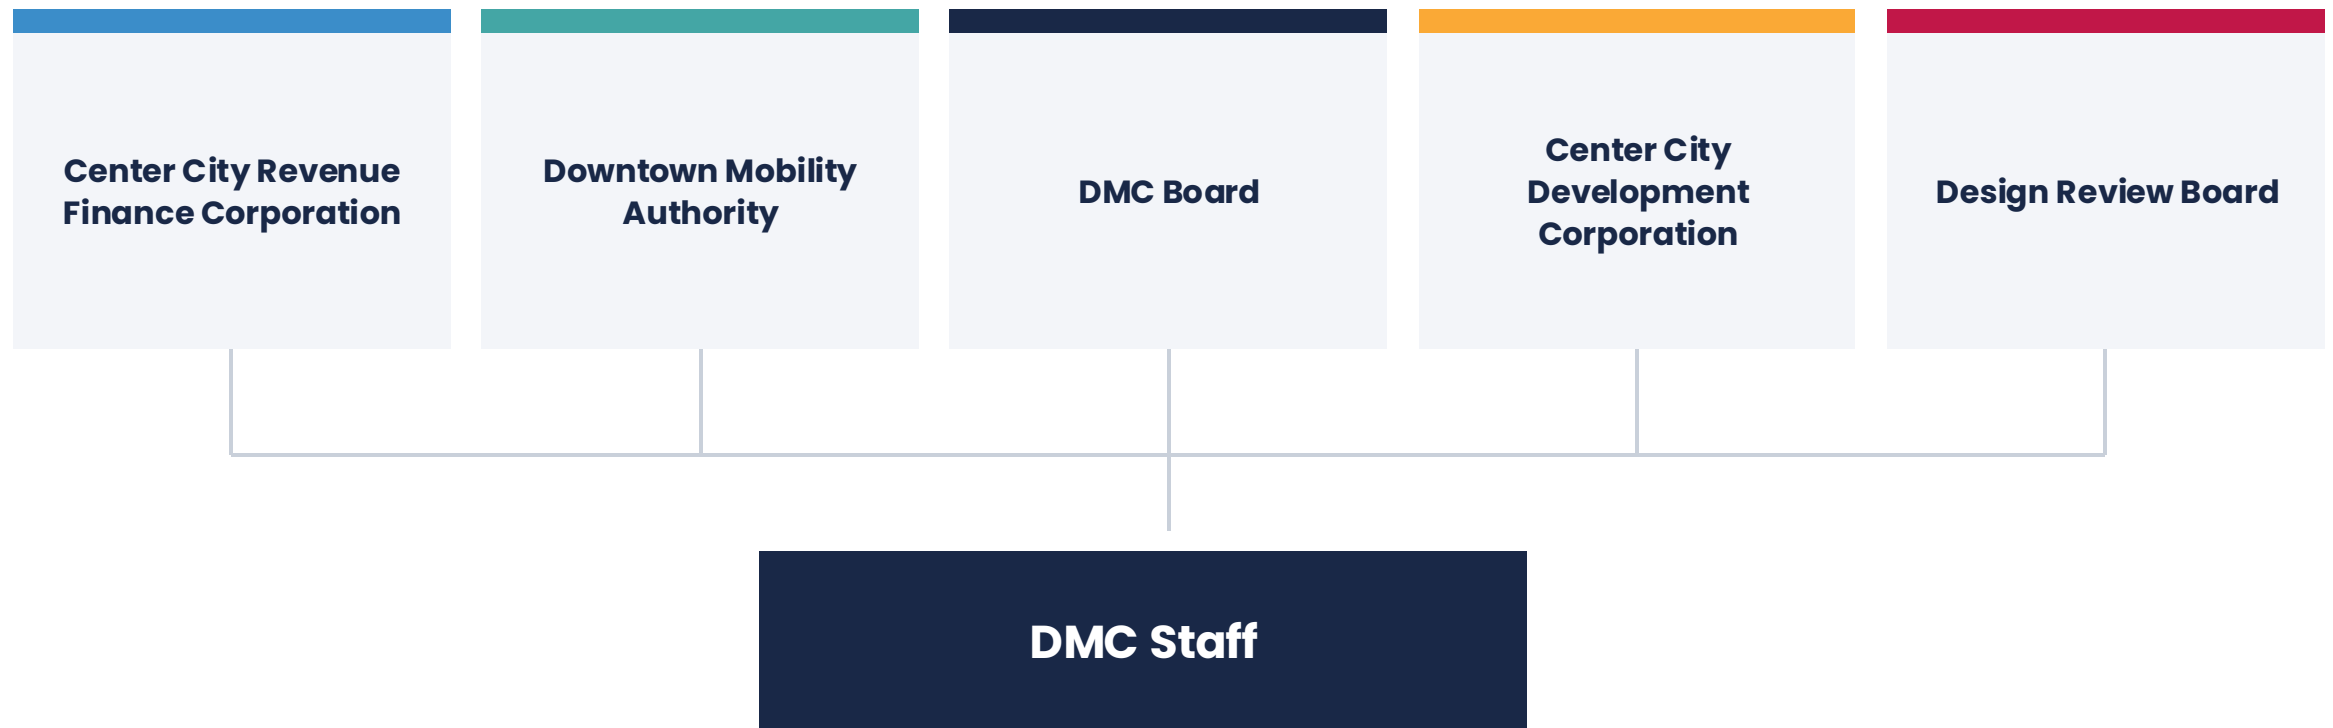 Center City Revenue
Finance Corporation
Downtown Mobility
Authority
DMC Board
Center City
Development
Corporation
Design Review Board
DMC Staff